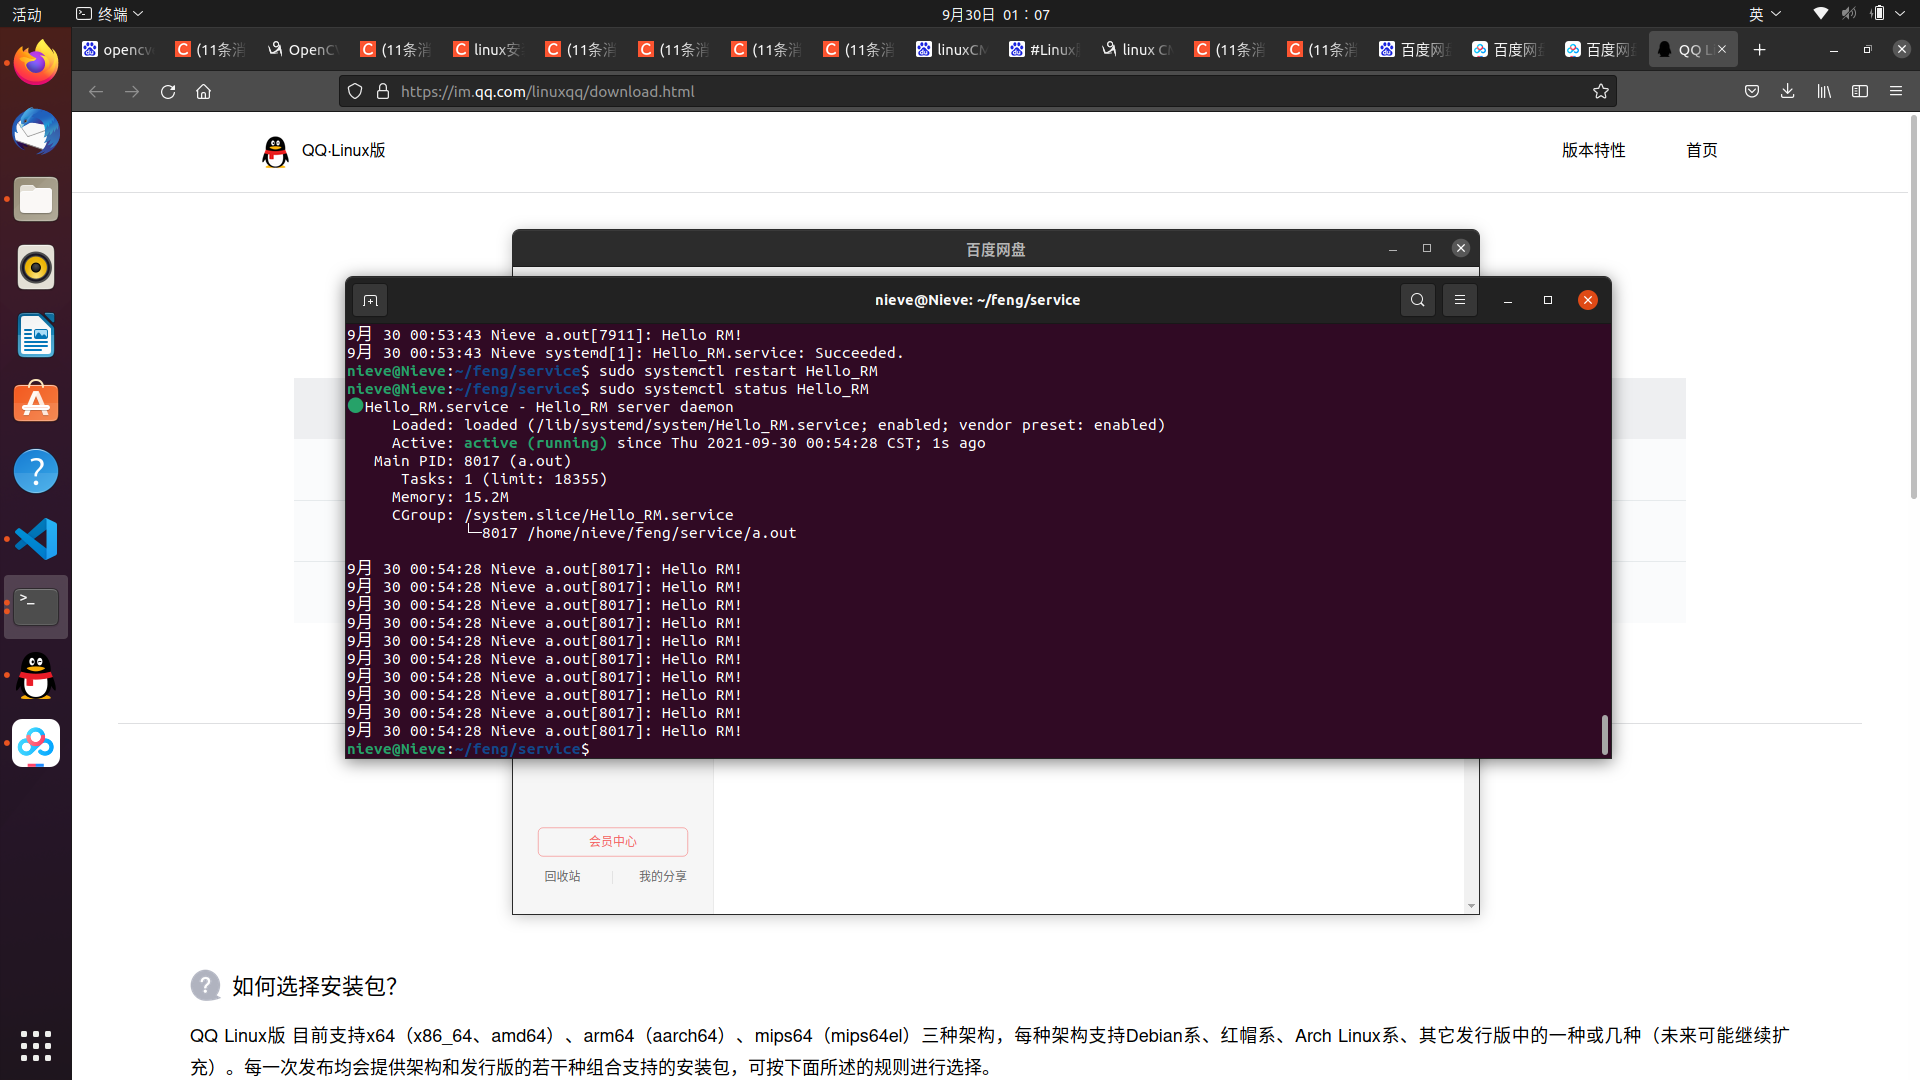 活动
终端
9月30日 01：07
英
opencv
(11条消
OpenCV
(11条消
linux安
(11条消
(11条消
(11条消
(11条消
linuxCM
#Linux
linux CM
(11条消
(11条消
百度网盘
百度网盘
百度网盘
QQ L
https://im.qq.com/linuxqq/download.html
QQ·Linux版
版本特性
首页
百度网盘
nieve@Nieve: ~/feng/service
9月 30 00:53:43 Nieve a.out[7911]: Hello RM!
9月 30 00:53:43 Nieve systemd[1]: Hello_RM.service: Succeeded.
nieve@Nieve:~/feng/service$ sudo systemctl restart Hello_RM
nieve@Nieve:~/feng/service$ sudo systemctl status Hello_RM
●Hello_RM.service - Hello_RM server daemon
Loaded: loaded (/lib/systemd/system/Hello_RM.service; enabled; vendor preset: enabled)
Active: active (running) since Thu 2021-09-30 00:54:28 CST; 1s ago
Main PID: 8017 (a.out)
Tasks: 1 (limit: 18355)
Memory: 15.2M
CGroup: /system.slice/Hello_RM.service
└─8017 /home/nieve/feng/service/a.out
9月 30 00:54:28 Nieve a.out[8017]: Hello RM!
9月 30 00:54:28 Nieve a.out[8017]: Hello RM!
9月 30 00:54:28 Nieve a.out[8017]: Hello RM!
9月 30 00:54:28 Nieve a.out[8017]: Hello RM!
9月 30 00:54:28 Nieve a.out[8017]: Hello RM!
9月 30 00:54:28 Nieve a.out[8017]: Hello RM!
9月 30 00:54:28 Nieve a.out[8017]: Hello RM!
9月 30 00:54:28 Nieve a.out[8017]: Hello RM!
9月 30 00:54:28 Nieve a.out[8017]: Hello RM!
9月 30 00:54:28 Nieve a.out[8017]: Hello RM!
nieve@Nieve:~/feng/service$
会员中心
回收站
我的分享
如何选择安装包？
QQ Linux版 目前支持x64（x86_64、amd64）、arm64（aarch64）、mips64（mips64el）三种架构，每种架构支持Debian系、红帽系、Arch Linux系、其它发行版中的一种或几种（未来可能继续扩
充）。每一次发布均会提供架构和发行版的若干种组合支持的安装包，可按下面所述的规则进行选择。